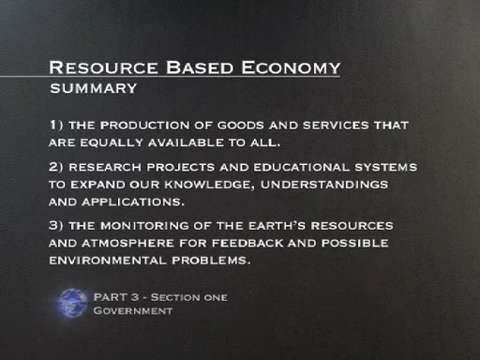 RESOURCE BASED ECONOMY
SUMMARY
1) THE PRODUCTION OF GOODS AND SERVICES THAT
ARE EQUALLY AVAILABLE TO ALL.
2) RESEARCH PROJECTS AND EDUCATIONAL SYSTEMS
TO EXPAND OUR KNOWLEDGE, UNDERSTANDINGS
AND APPLICATIONS.
3) THE MONITORING OF THE EARTH'S RESOURCES
AND ATMOSPHERE FOR FEEDBACK AND POSSIBLE
ENVIRONMENTAL PROBLEMS.
PART 3 - SECTION ONE
GOVERNMENT